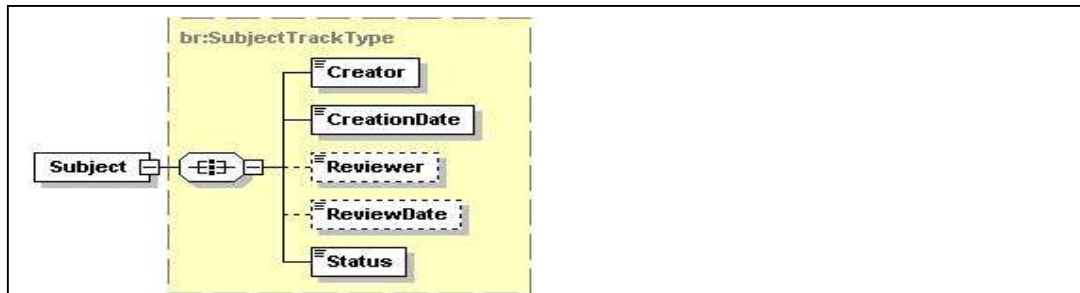 br:SubjectTrackType
Creator
CreationDate
Subject
Reviewer
ReviewDate
Status